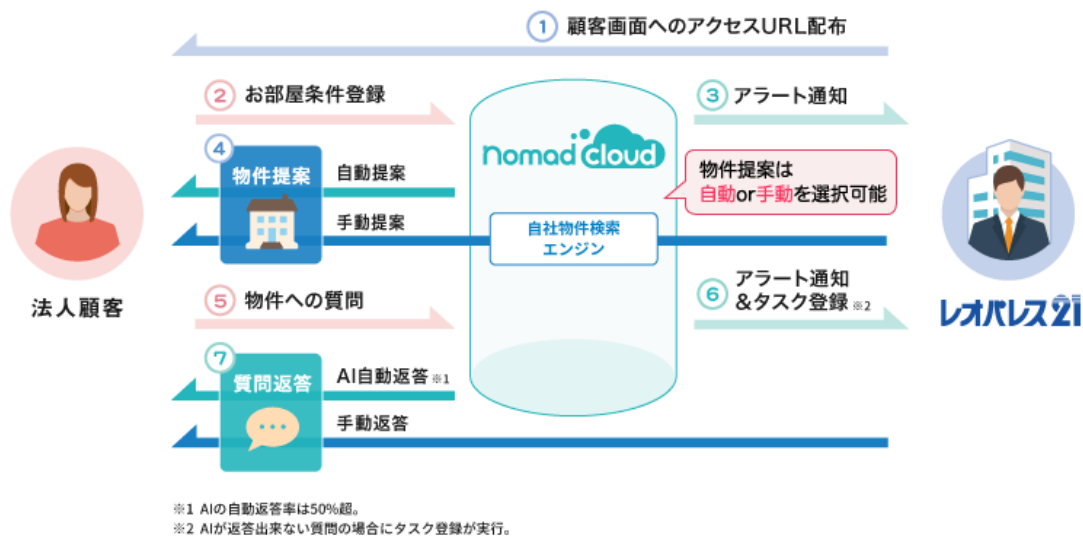 ① 顧客画面へのアクセスURL配布
② お部屋条件登録
③ アラート通知
nomad cloud
④
物件提案
自動提案
手動提案
物件提案は
自動or手動を選択可能
自社物件検索
エンジン
法人顧客
⑤ 物件への質問
⑥ アラート通知
&タスク登録 ※2
レオパレス21
⑦
質問返答
AI自動返答 ※1
手動返答
※1 AIの自動返答率は50%超。
※2 AIが返答出来ない質問の場合にタスク登録が実行。